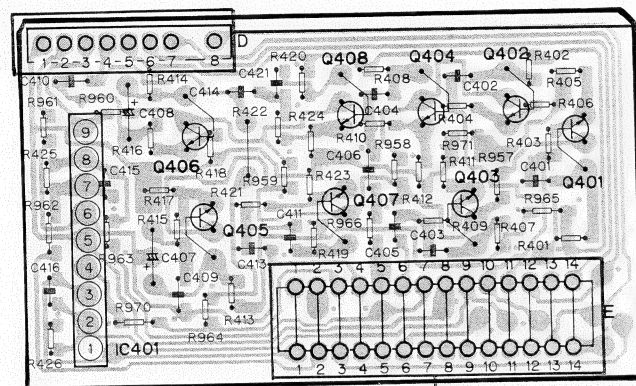 1-2-3-4-5-6-7 8 D
R420 Q408 Q404 Q402 R402
C410 R414 C421 R408 C402 R405
R961 R960 C408 C414 R422 R424 C404 R404 R406
9 R416 R410 R958 R971 R403
8 Q406 R418 C406 R411 R957 C401
R425 7 C415 R417 R421 R959 R423 Q407 R412 Q403 Q401
R962 6 R415 C411 R966 R965
5 R963 C407 Q405 C413 R419 C405 C403 R409 R407 R401
C416 4 C409
3 R413
2 R970 R964
R426 1 IC401
1 2 3 4 5 6 7 8 9 10 11 12 13 14
E
1 2 3 4 5 6 7 8 9 10 11 12 13 14